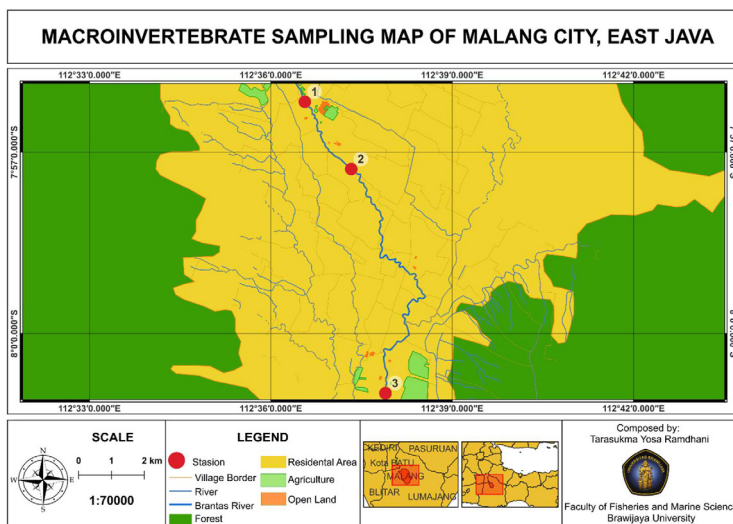 MACROINVERTEBRATE SAMPLING MAP OF MALANG CITY, EAST JAVA
112°33'0.000"E 112°36'0.000"E 112°39'0.000"E 112°42'0.000"E
1
2
3
7°57'0.000"S
8°0'0.000"S
112°33'0.000"E 112°36'0.000"E 112°39'0.000"E 112°42'0.000"E
N
W E
S
SCALE
0 1 2 km
1:70000
LEGEND
Stasion
Village Border
River
Brantas River
Forest
Residental Area
Agriculture
Open Land
KEDIRI PASURUAN
Kota BATU
MALANG
BLITAR LUMAJANG
Composed by:
Tarasukma Yosa Ramdhani
Faculty of Fisheries and Marine Science
Brawijaya University